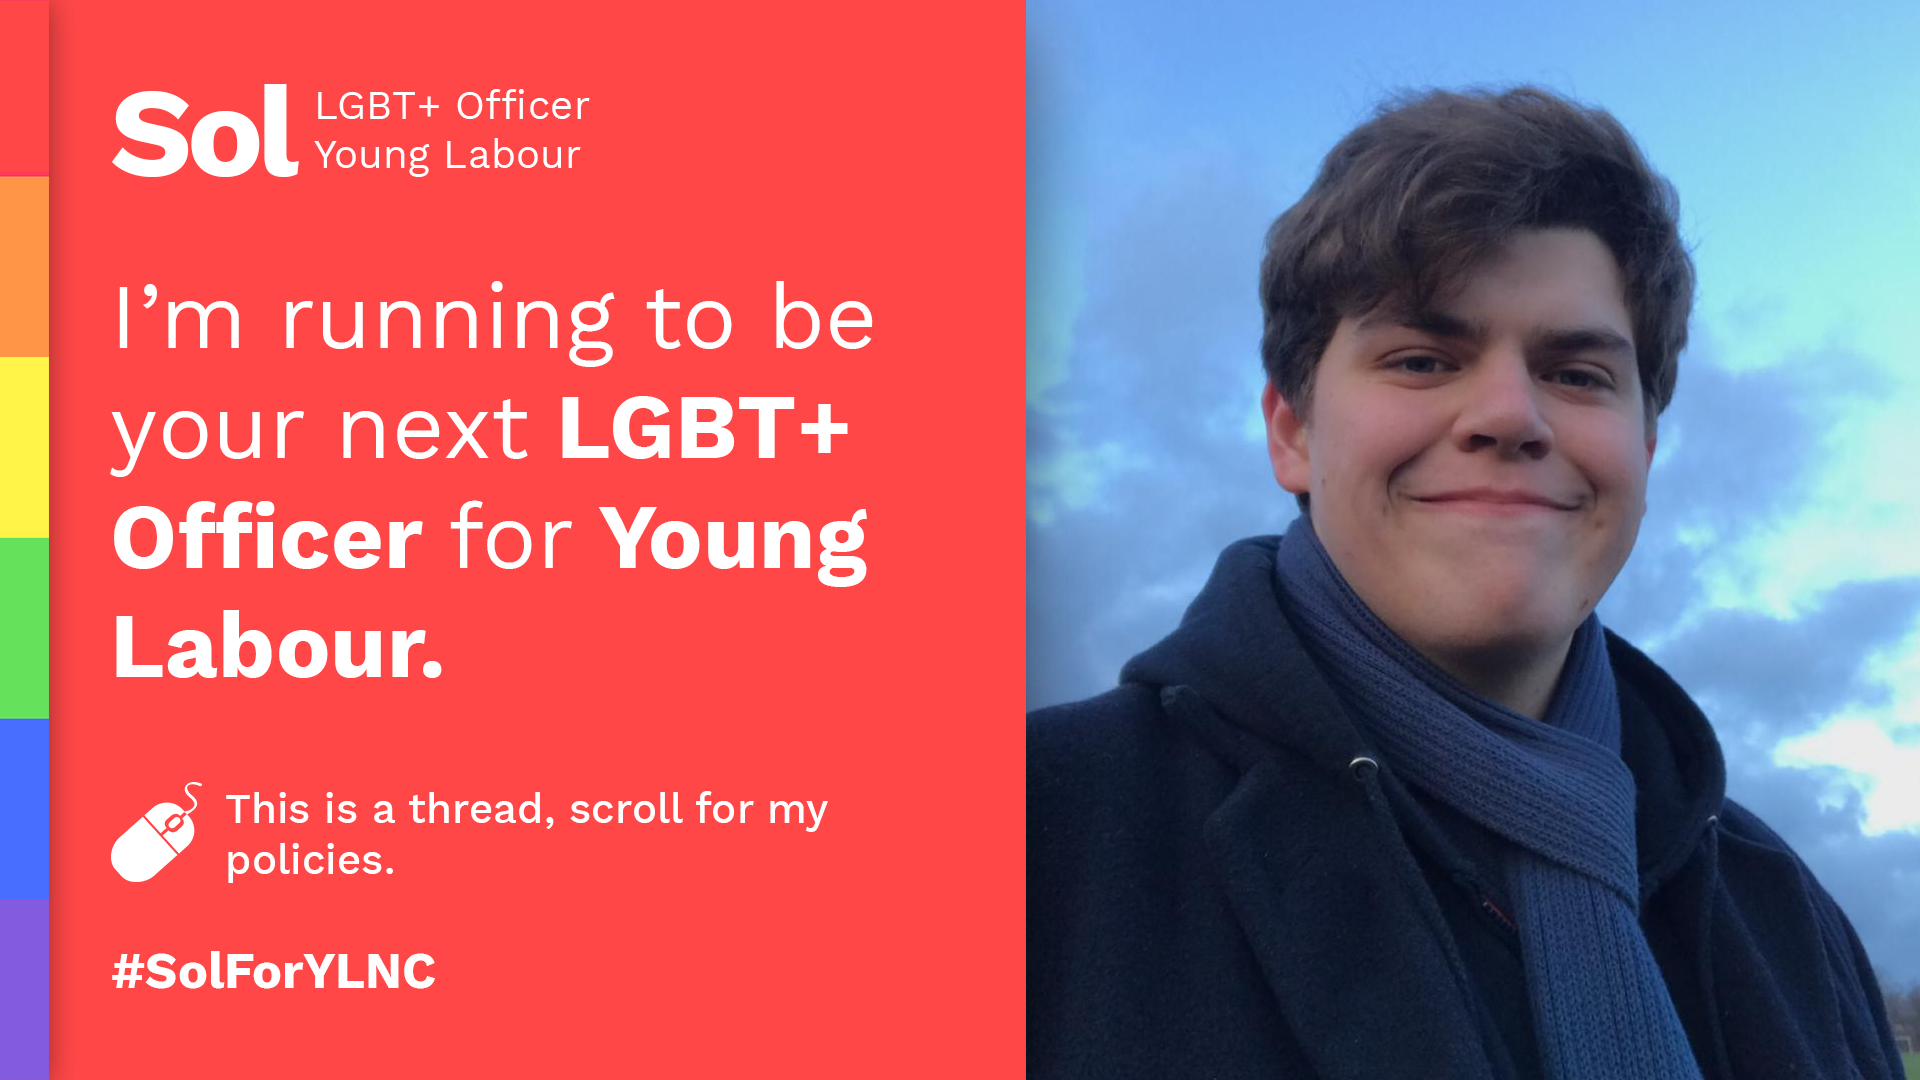 Sol
LGBT+ Officer
Young Labour
I’m running to be
your next LGBT+
Officer for Young
Labour.
This is a thread, scroll for my
policies.
#SolForYLNC